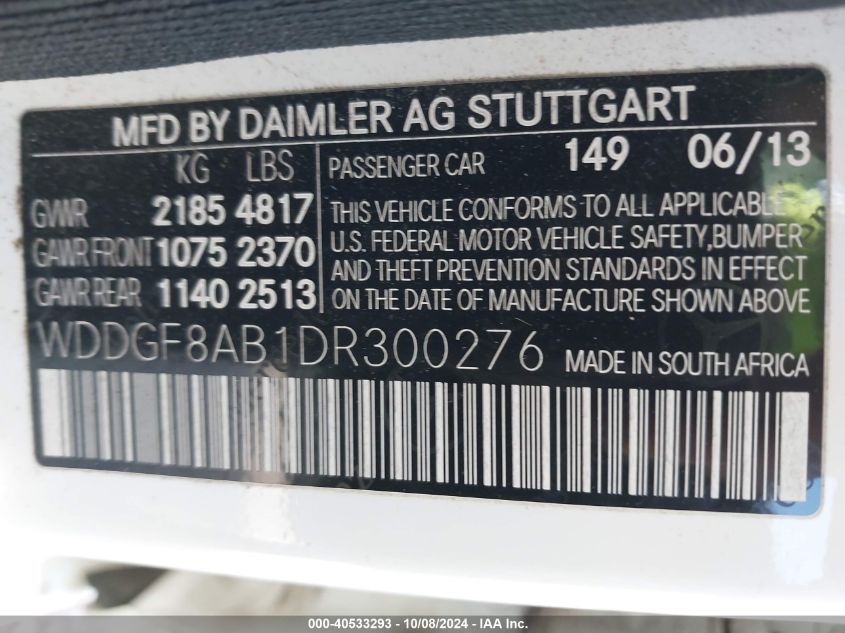 MFD BY DAIMLER AG STUTTGART
KG LBS
GVWR 2185 4817
GAWR FRONT 1075 2370
GAWR REAR 1140 2513
PASSENGER CAR 149 06/13
THIS VEHICLE CONFORMS TO ALL APPLICABLE
U.S. FEDERAL MOTOR VEHICLE SAFETY,BUMPER
AND THEFT PREVENTION STANDARDS IN EFFECT
ON THE DATE OF MANUFACTURE SHOWN ABOVE
WDDGF8AB1DR300276 MADE IN SOUTH AFRICA
000-40533293 - 10/08/2024 - IAA Inc.